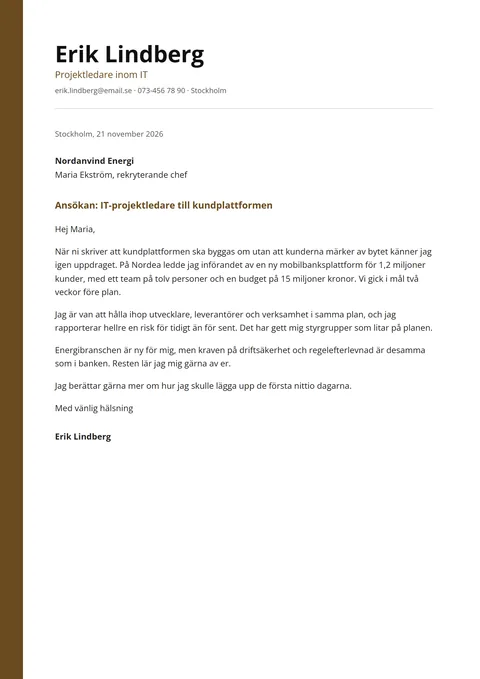 Erik Lindberg
Projektledare inom IT
erik.lindberg@email.se · 073-456 78 90 · Stockholm
Stockholm, 21 november 2026
Nordanvind Energi
Maria Ekström, rekryterande chef
Ansökan: IT-projektledare till kundplattformen
Hej Maria,
När ni skriver att kundplattformen ska byggas om utan att kunderna märker av bytet känner jag
igen uppdraget. På Nordea ledde jag införandet av en ny mobilbanksplattform för 1,2 miljoner
kunder, med ett team på tolv personer och en budget på 15 miljoner kronor. Vi gick i mål två
veckor före plan.
Jag är van att hålla ihop utvecklare, leverantörer och verksamhet i samma plan, och jag
rapporterar hellre en risk för tidigt än för sent. Det har gett mig styrgrupper som litar på planen.
Energibranschen är ny för mig, men kraven på driftsäkerhet och regelefterlevnad är desamma
som i banken. Resten lär jag mig gärna av er.
Jag berättar gärna mer om hur jag skulle lägga upp de första nittio dagarna.
Med vänlig hälsning
Erik Lindberg